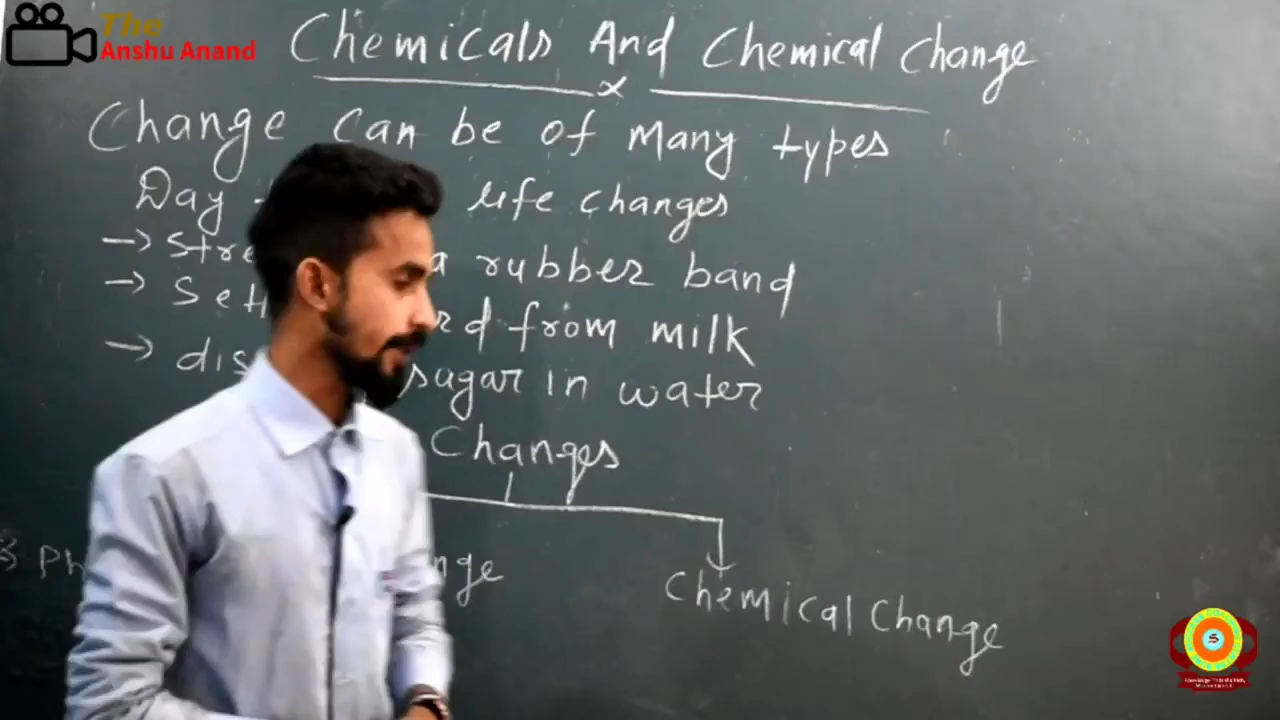 The
Anshu Anand
Chemicals And Chemical Change
Change can be of many types
Day life changes
→ Stre a rubber band
→ Set rd from milk
→ dis sagar in water
Changes
Ph nge
Chemical Change
S